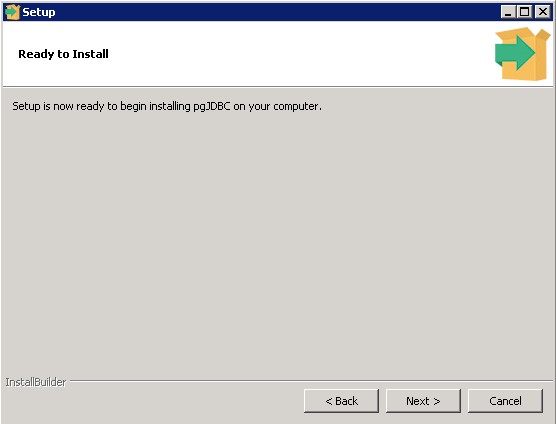 Setup
Ready to Install
Setup is now ready to begin installing pgJDBC on your computer.
InstallBuilder
< Back
Next >
Cancel